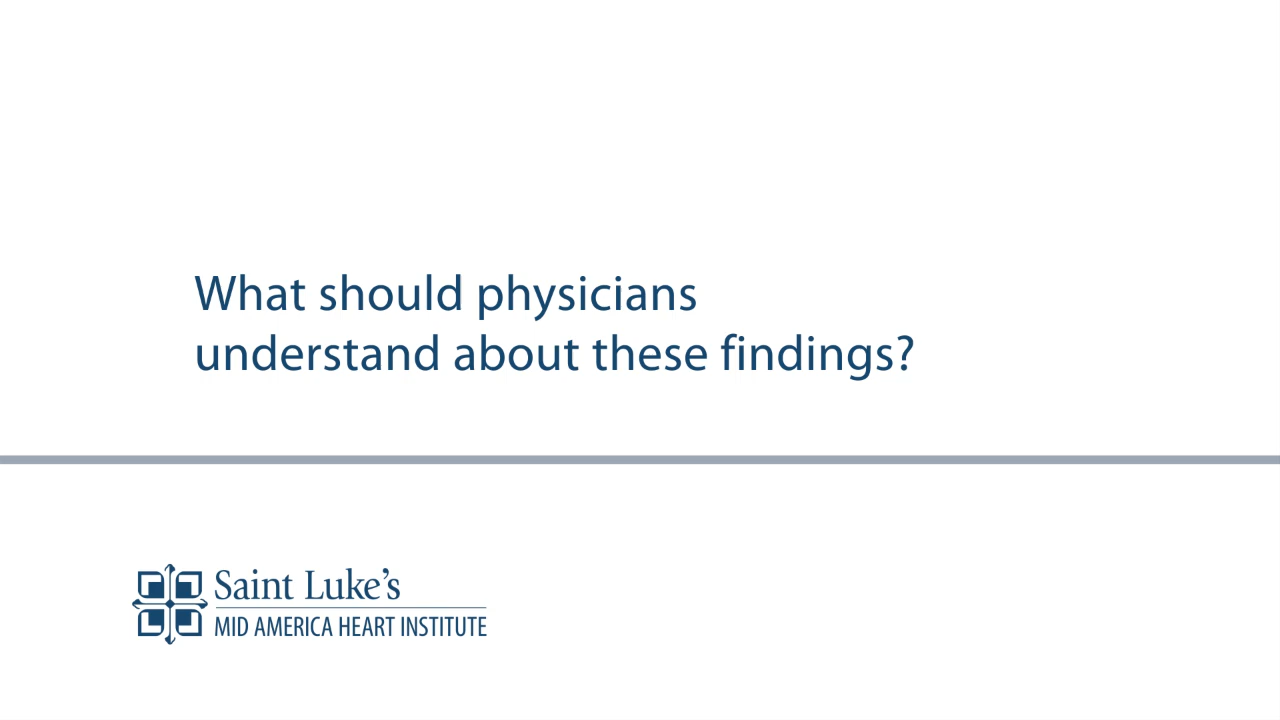 What should physicians
understand about these findings?
Saint Luke's
MID AMERICA HEART INSTITUTE